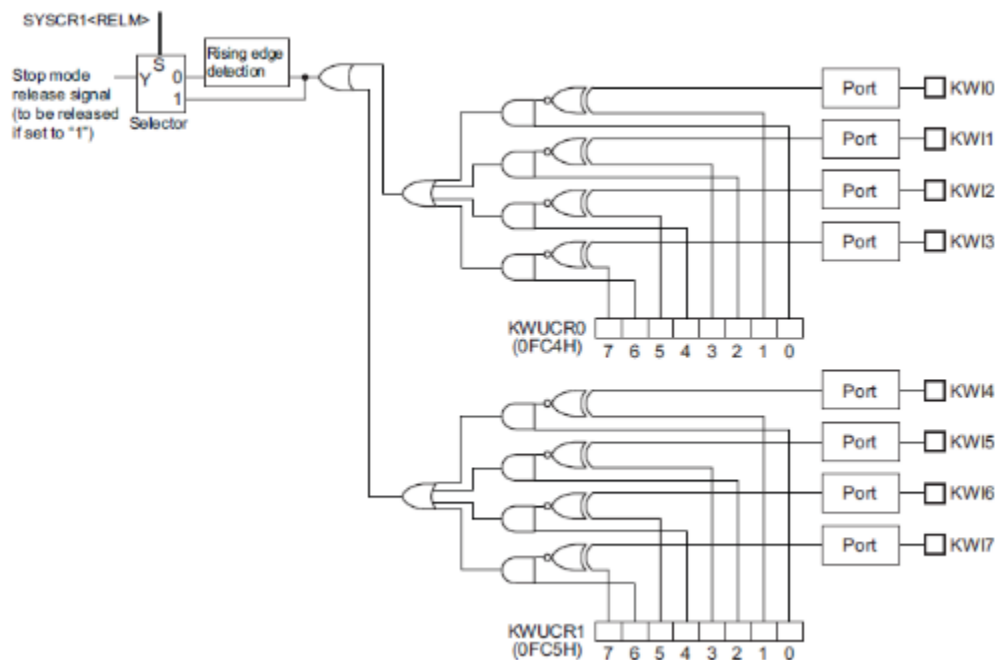 SYSCR1<RELM>
Rising edge
detection
Stop mode
release signal
(to be released
if set to "1")
S
Y
0
1
Selector
Port
KWI0
Port
KWI1
Port
KWI2
Port
KWI3
KWUCR0
(0FC4H)
7 6 5 4 3 2 1 0
Port
KWI4
Port
KWI5
Port
KWI6
Port
KWI7
KWUCR1
(0FC5H)
7 6 5 4 3 2 1 0